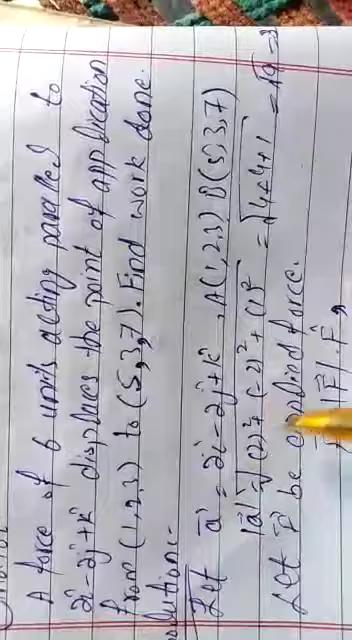 A force of 6 units acting parallel to
2i - 2j + k displaces the point of application
from (1,2,3) to (5,3,7). Find work done.
Solution:-
Let a⃗ = 2i - 2j + k , A(1,2,3) B(5,3,7)
|a⃗| = √(2)² + (-2)² + (1)² = √4+4+1 = √9 = 3
Let F⃗ be applied force.
|F⃗|. F̂,